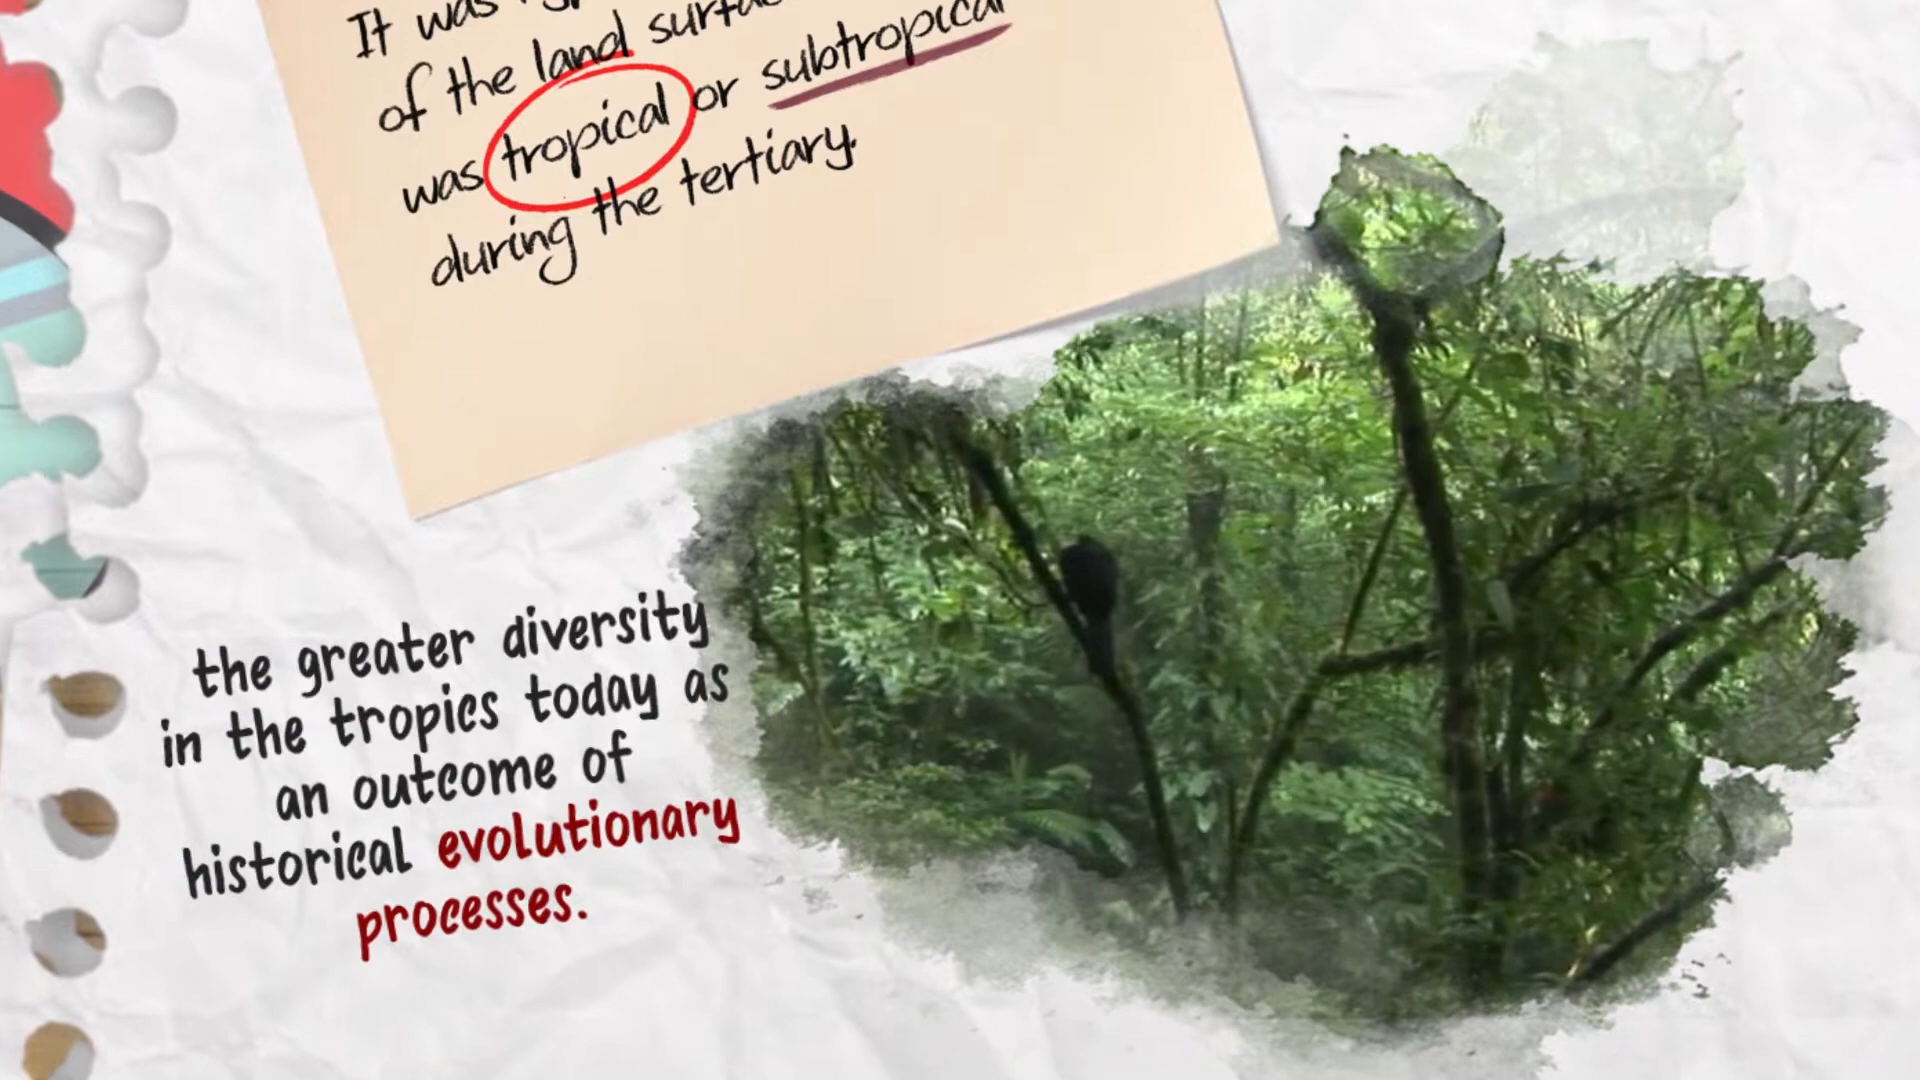 It was
of the land
was tropical or subtropical
during the tertiary.
the greater diversity
in the tropics today as
an outcome of
historical evolutionary
processes.